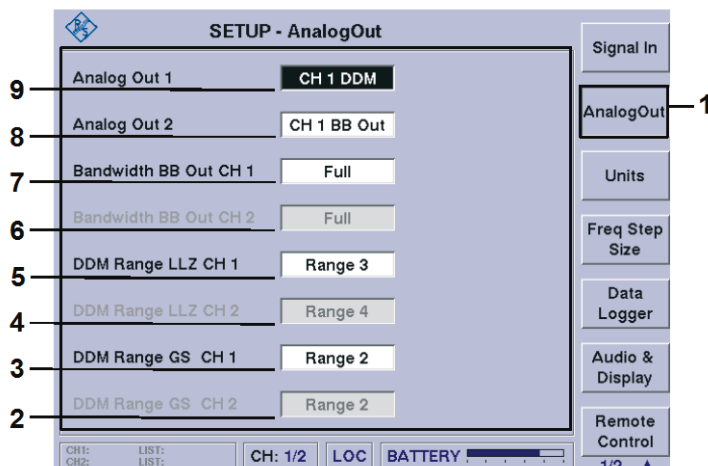 SETUP - AnalogOut
Signal In
9 Analog Out 1 CH 1 DDM
AnalogOut 1
8 Analog Out 2 CH 1 BB Out
7 Bandwidth BB Out CH 1 Full
Units
6 Bandwidth BB Out CH 2 Full
Freq Step
Size
5 DDM Range LLZ CH 1 Range 3
4 DDM Range LLZ CH 2 Range 4
Data
Logger
3 DDM Range GS CH 1 Range 2
Audio &
Display
2 DDM Range GS CH 2 Range 2
Remote
Control
CH1: LIST:
CH2: LIST:
CH: 1/2 LOC BATTERY
1/2